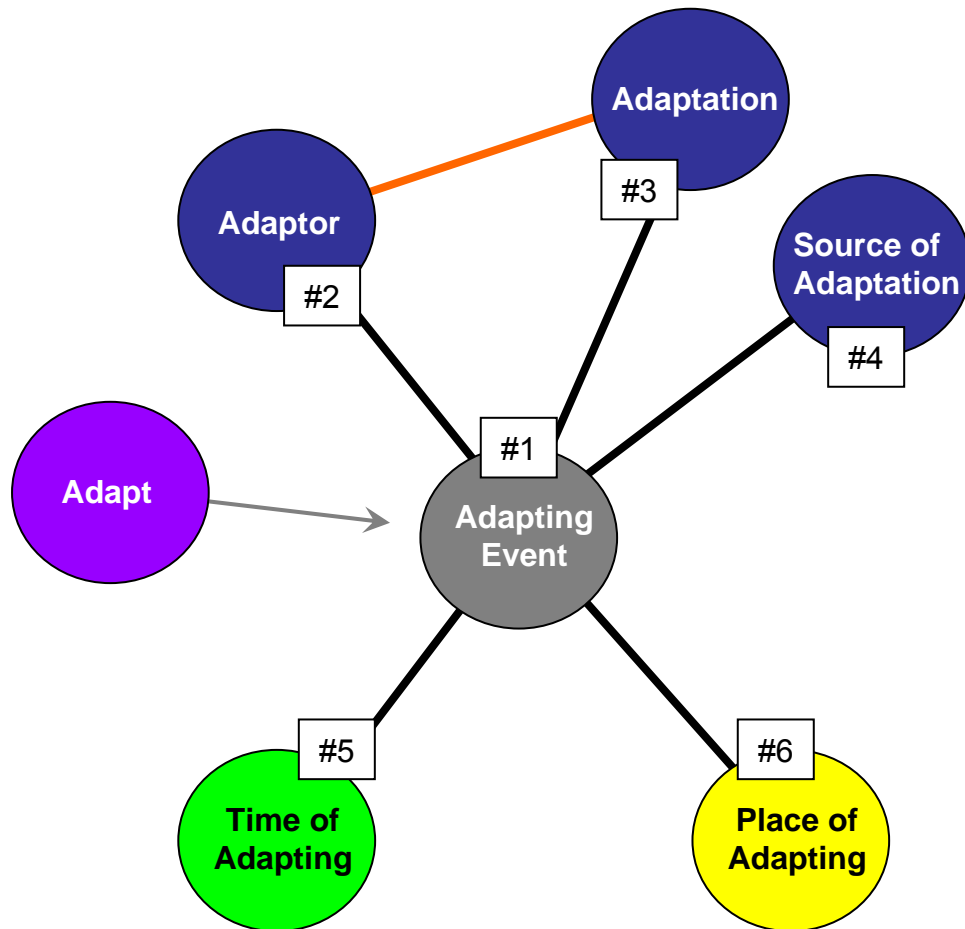 Adaptation
#3
Adaptor
#2
Source of
Adaptation
#4
#1
Adapt
Adapting
Event
#5
Time of
Adapting
#6
Place of
Adapting